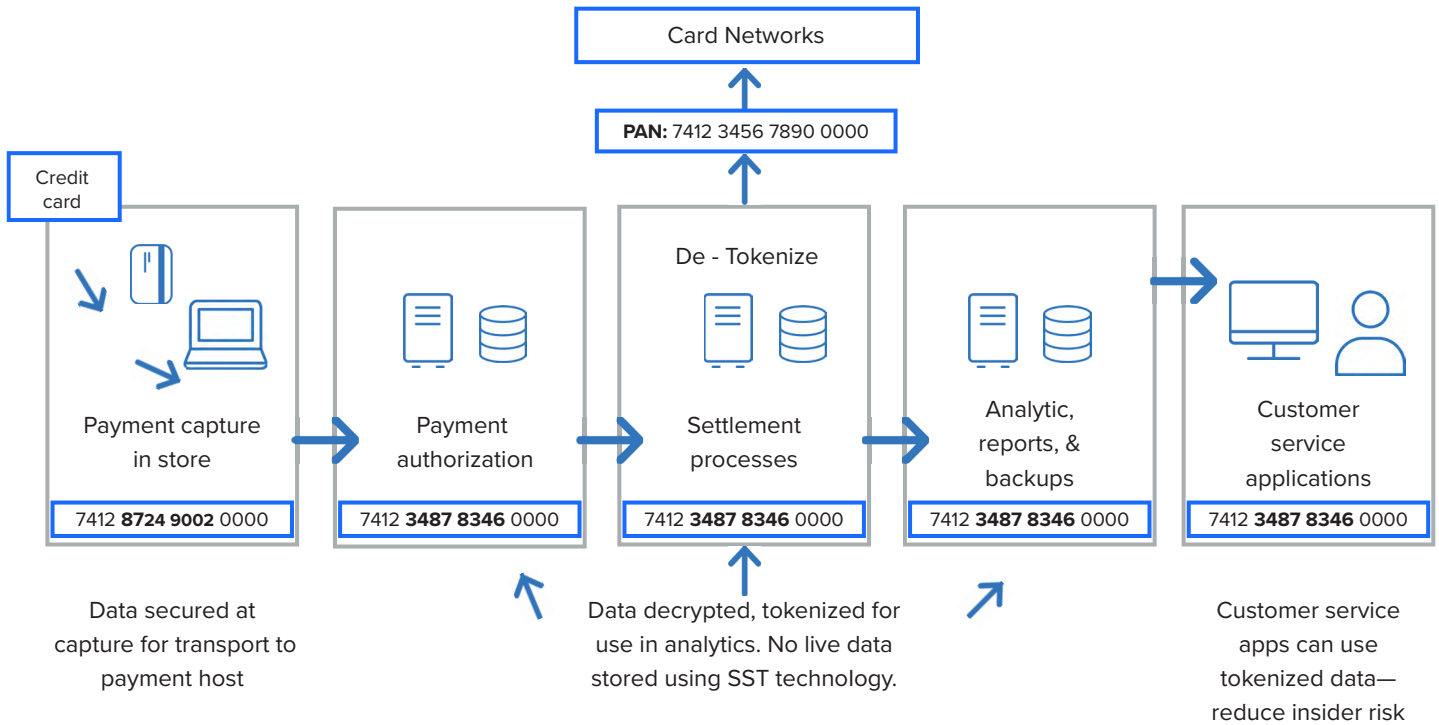 Card Networks
PAN: 7412 3456 7890 0000
Credit
card
Payment capture
in store
7412 8724 9002 0000
Payment
authorization
7412 3487 8346 0000
De - Tokenize
Settlement
processes
7412 3487 8346 0000
Analytic,
reports, &
backups
7412 3487 8346 0000
Customer
service
applications
7412 3487 8346 0000
Data secured at
capture for transport to
payment host
Data decrypted, tokenized for
use in analytics. No live data
stored using SST technology.
Customer service
apps can use
tokenized data—
reduce insider risk